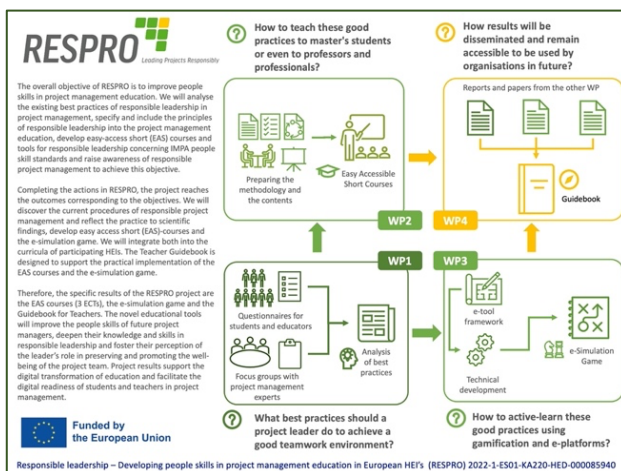 RESPRO
Leading Projects Responsibly
The overall objective of RESPRO is to improve people
skills in project management education. We will analyse
the existing best practices of responsible leadership in
project management, specify and include the principles
of responsible leadership into the project management
education, develop easy-access short (EAS) courses and
tools for responsible leadership concerning IMPA people
skill standards and raise awareness of responsible
project management to achieve this objective.
Completing the actions in RESPRO, the project reaches
the outcomes corresponding to the objectives. We will
discover the current procedures of responsible project
management and reflect the practice to scientific
findings, develop easy access short (EAS)-courses and
the e-simulation game. We will integrate both into the
curricula of participating HEIs. The Teacher Guidebook is
designed to support the practical implementation of the
EAS courses and the e-simulation game.
Therefore, the specific results of the RESPRO project are
the EAS courses (3 ECTs), the e-simulation game and the
Guidebook for Teachers. The novel educational tools
will improve the people skills of future project
managers, deepen their knowledge and skills in
responsible leadership and foster their perception of
the leader's role in preserving and promoting the well-
being of the project team. Project results support the
digital transformation of education and facilitate the
digital readiness of students and teachers in project
management.
Funded by
the European Union
How to teach these good
practices to master's students
or even to professors and
professionals?
Preparing the
methodology and
the contents
Easy Accessible
Short Courses
WP2
How results will be
disseminated and remain
accessible to be used by
organisations in future?
Reports and papers from the other WP
Guidebook
WP4
WP1
Questionnaires for
students and educators
Focus groups with
project management
experts
Analysis
of best
practices
What best practices should a
project leader do to achieve a
good teamwork environment?
WP3
e-tool
framework
Technical
development
e-Simulation
Game
How to active-learn these
good practices using
gamification and e-platforms?
Responsible leadership – Developing people skills in project management education in European HEI's (RESPRO) 2022-1-ES01-KA220-HED-000085940